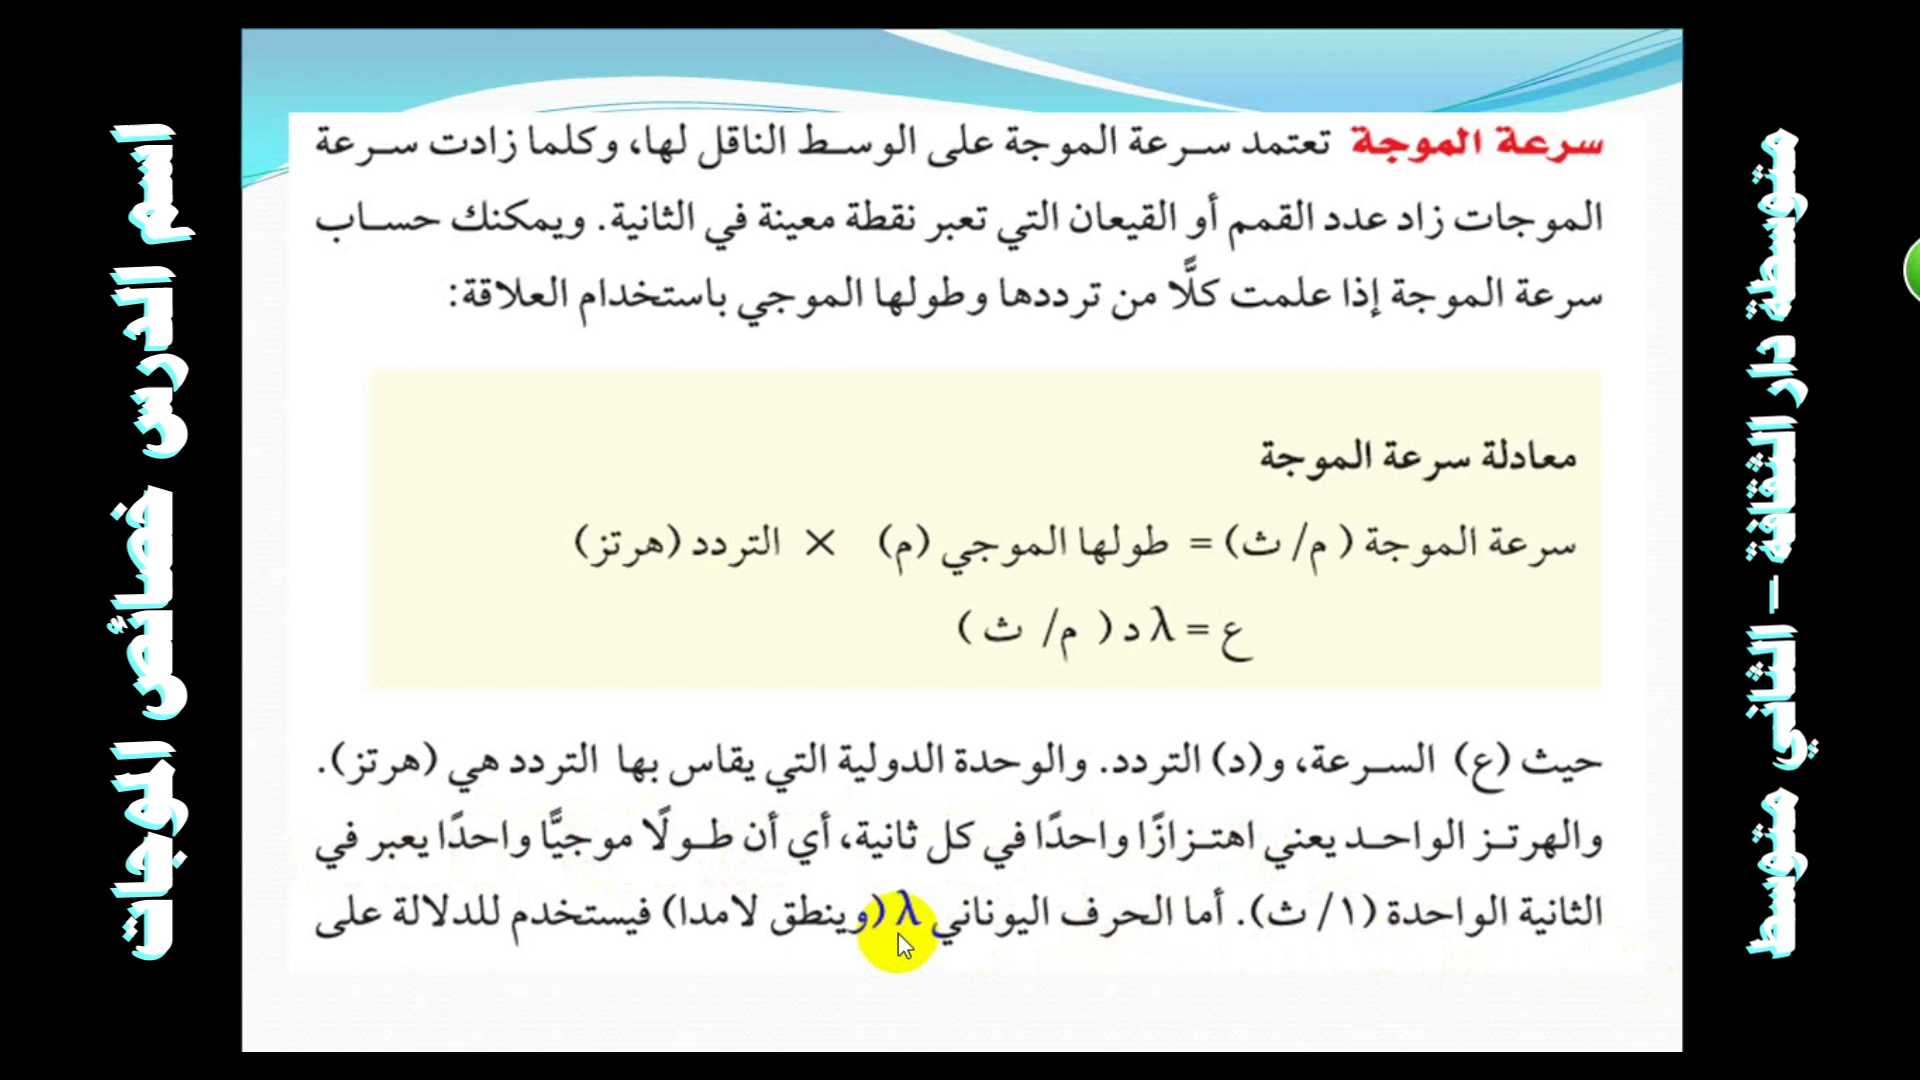 متوسطة دار الثقافة – الثاني متوسط
سرعة الموجة تعتمد سرعة الموجة على الوسط الناقل لها، وكلما زادت سرعة
الموجات زاد عدد القمم أو القيعان التي تعبر نقطة معينة في الثانية. ويمكنك حساب
سرعة الموجة إذا علمت كلًّا من ترددها وطولها الموجي باستخدام العلاقة:
معادلة سرعة الموجة
سرعة الموجة (م/ث) = طولها الموجي (م) × التردد (هرتز)
ع = λ د (م/ ث)
حيث (ع) السرعة، و(د) التردد. والوحدة الدولية التي يقاس بها التردد هي (هرتز).
والهرتز الواحد يعني اهتزازًا واحدًا في كل ثانية، أي أن طولًا موجيًّا واحدًا يعبر في
الثانية الواحدة (١/ ث). أما الحرف اليوناني λ (وينطق لامدا) فيستخدم للدلالة على
اسم الدرس خصائص الموجات